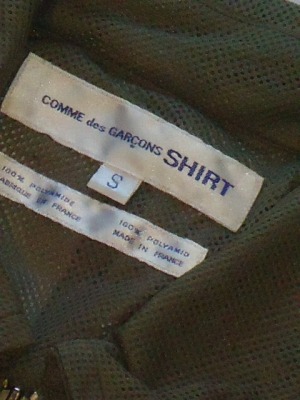 COMME des GARÇONS SHIRT
S
100% POLYAMIDE
FABRIQUE EN FRANCE
100% POLYAMID
MADE IN FRANCE